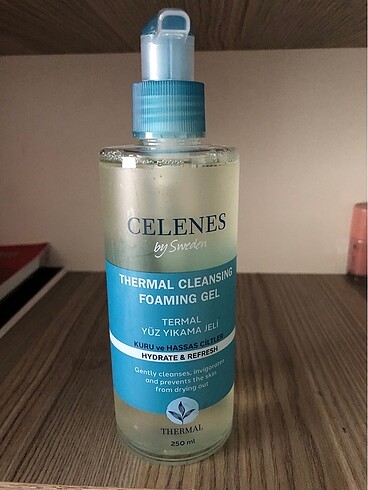 CELENES
by Sweden
THERMAL CLEANSING
FOAMING GEL
TERMAL
YÜZ YIKAMA JELİ
KURU ve HASSAS CİLTLER
HYDRATE & REFRESH
Gently cleanses, invigorates
and prevents the skin
from drying out
THERMAL
250 ml